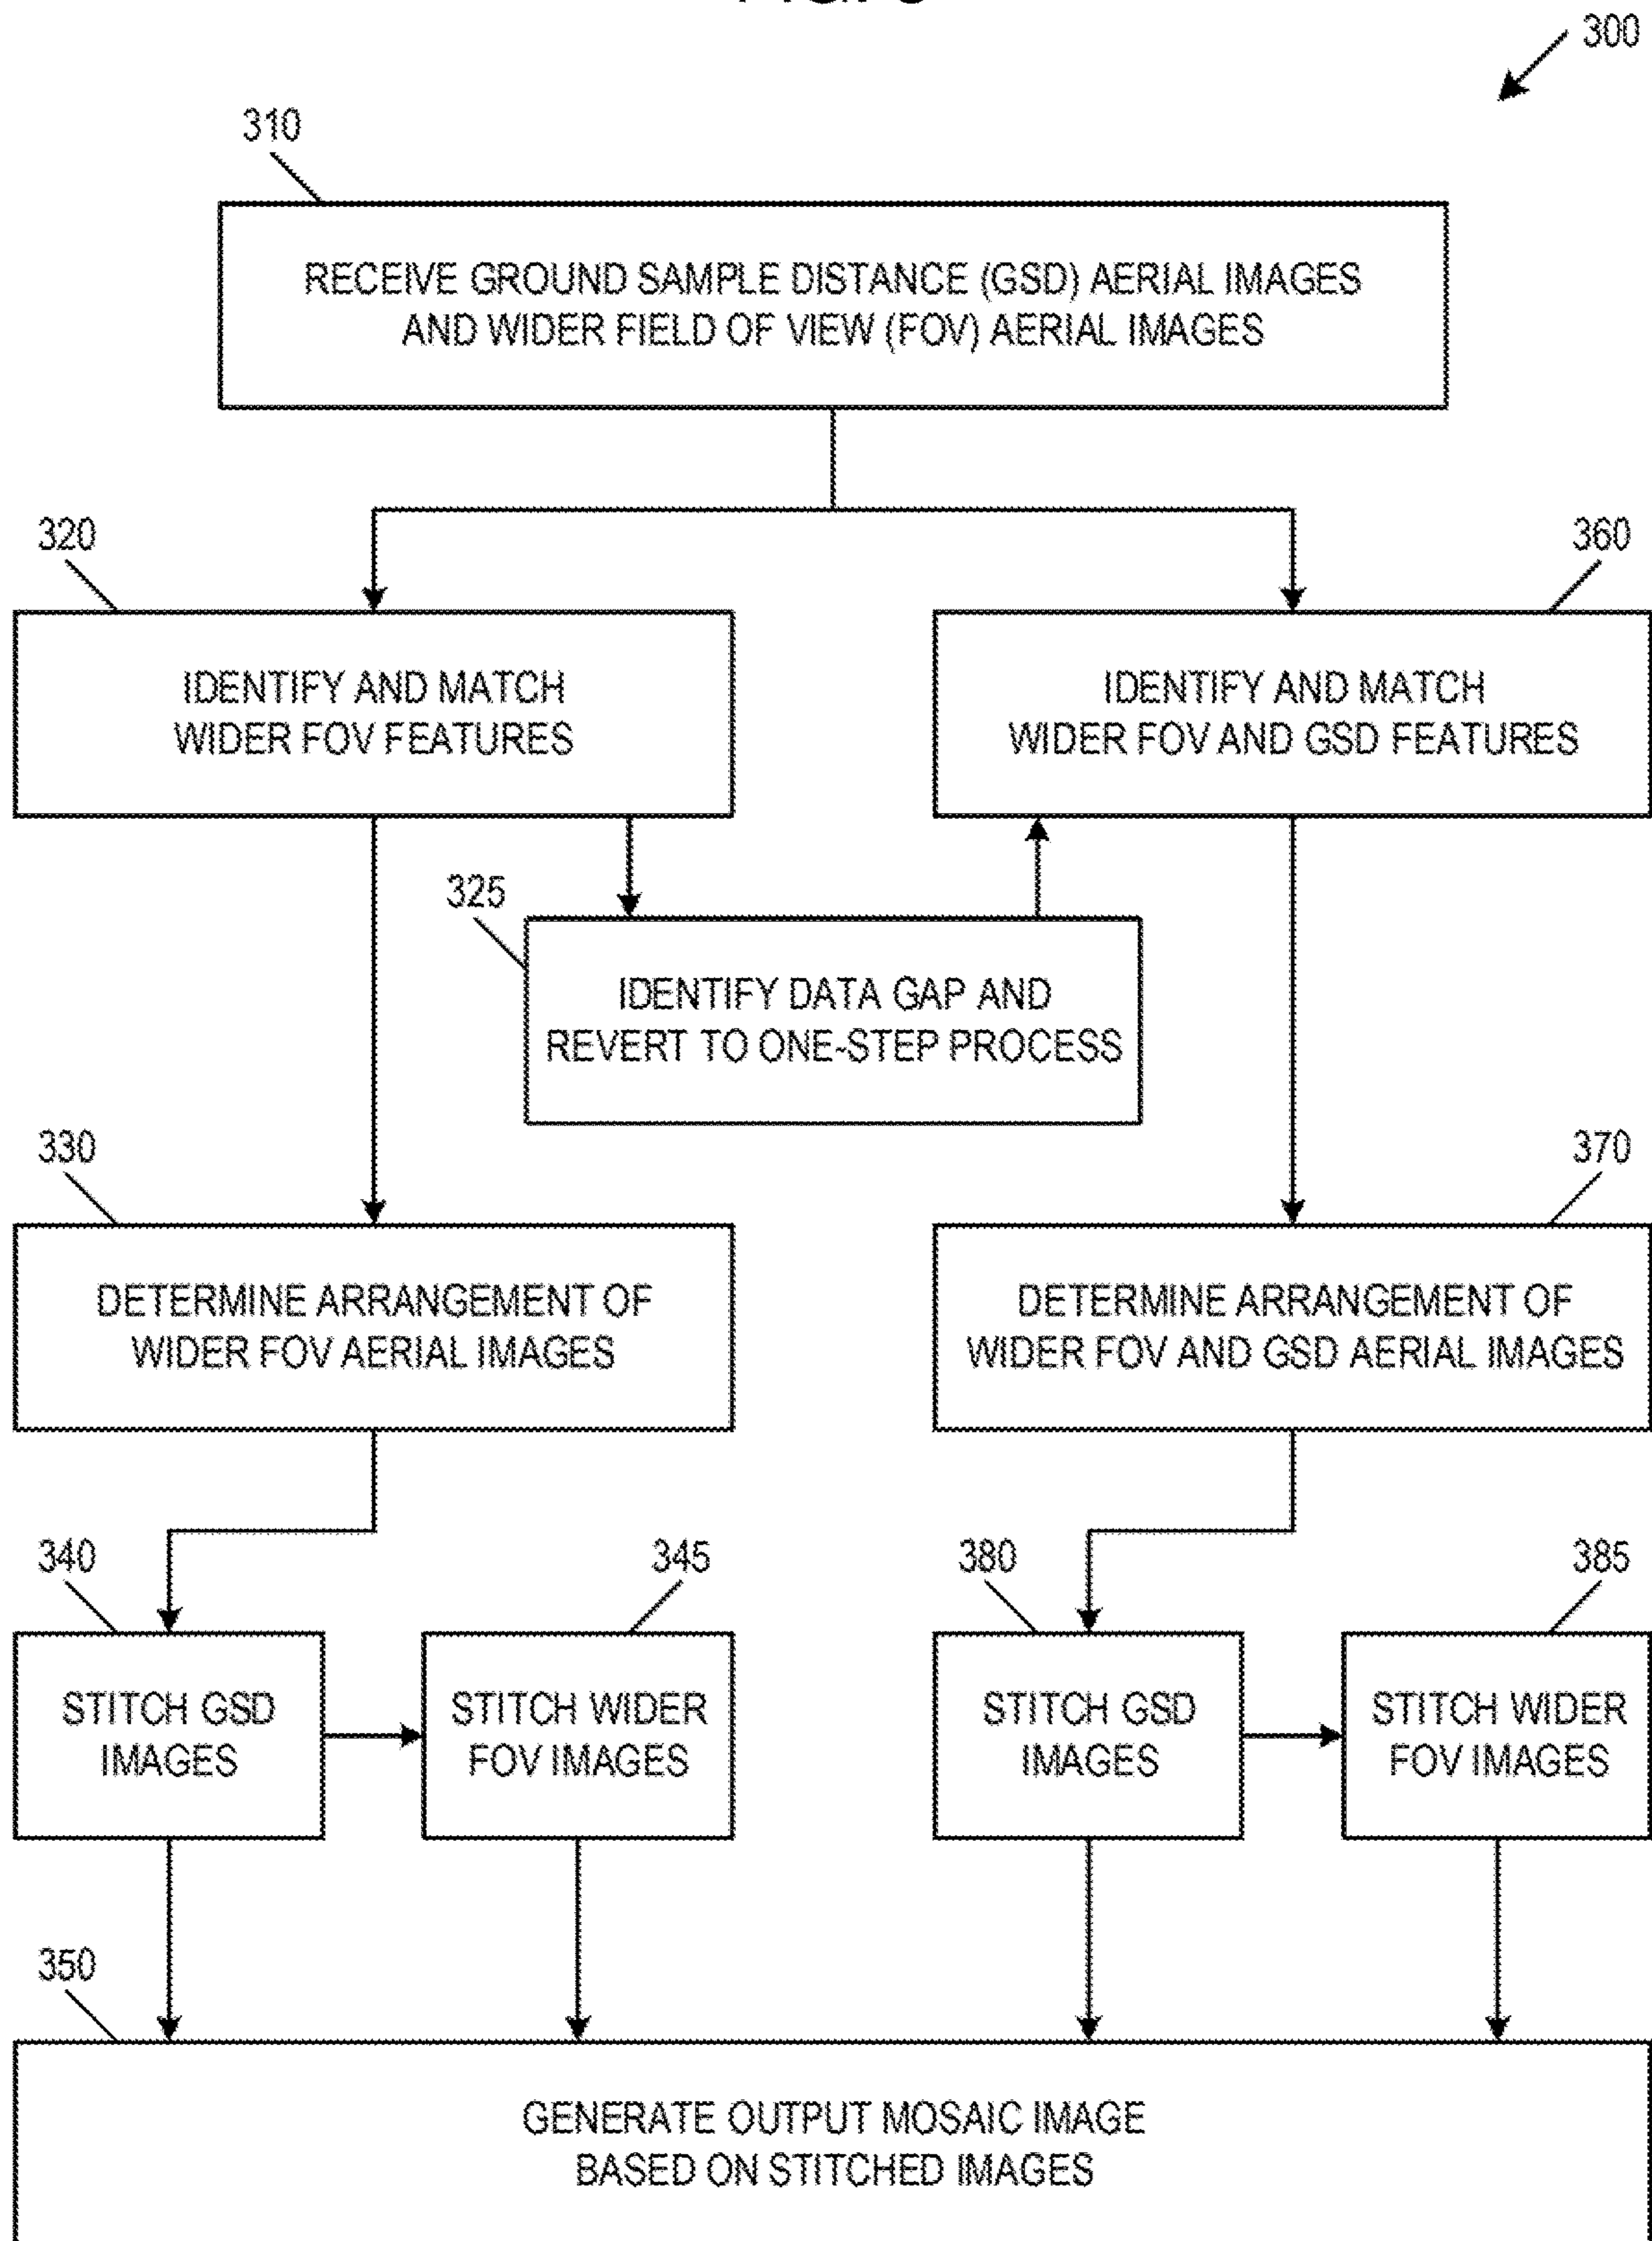 300
310
RECEIVE GROUND SAMPLE DISTANCE (GSD) AERIAL IMAGES
AND WIDER FIELD OF VIEW (FOV) AERIAL IMAGES
320
360
IDENTIFY AND MATCH
WIDER FOV FEATURES
IDENTIFY AND MATCH
WIDER FOV AND GSD FEATURES
325
IDENTIFY DATA GAP AND
REVERT TO ONE-STEP PROCESS
330
370
DETERMINE ARRANGEMENT OF
WIDER FOV AERIAL IMAGES
DETERMINE ARRANGEMENT OF
WIDER FOV AND GSD AERIAL IMAGES
340
345
380
385
STITCH GSD
IMAGES
STITCH WIDER
FOV IMAGES
STITCH GSD
IMAGES
STITCH WIDER
FOV IMAGES
350
GENERATE OUTPUT MOSAIC IMAGE
BASED ON STITCHED IMAGES